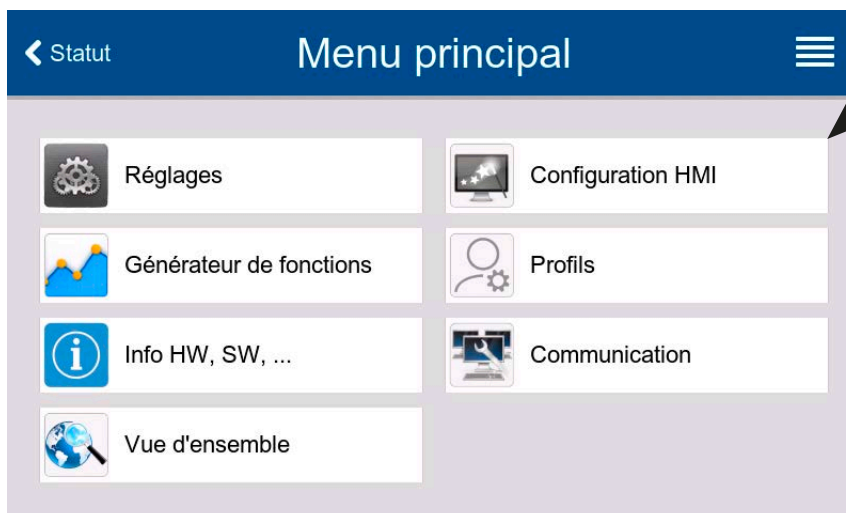 Statut
Menu principal
Réglages
Configuration HMI
Générateur de fonctions
Profils
Info HW, SW, ...
Communication
Vue d'ensemble